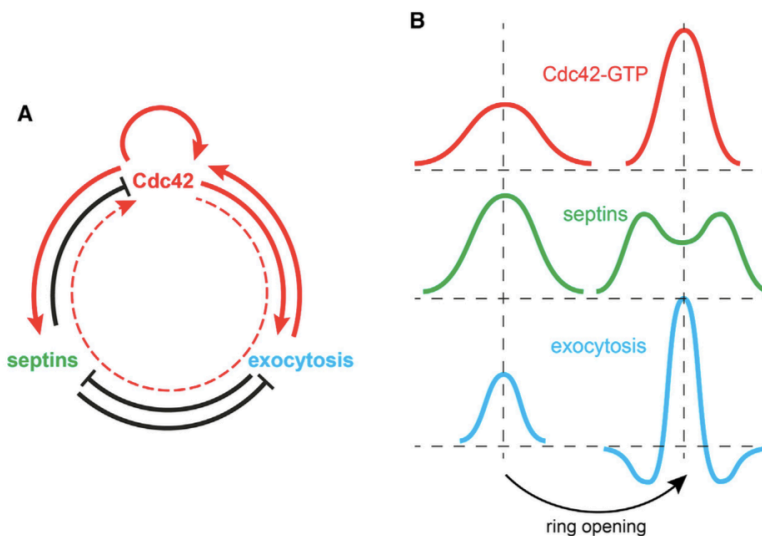 A
Cdc42
septins
exocytosis
B
Cdc42-GTP
septins
exocytosis
ring opening